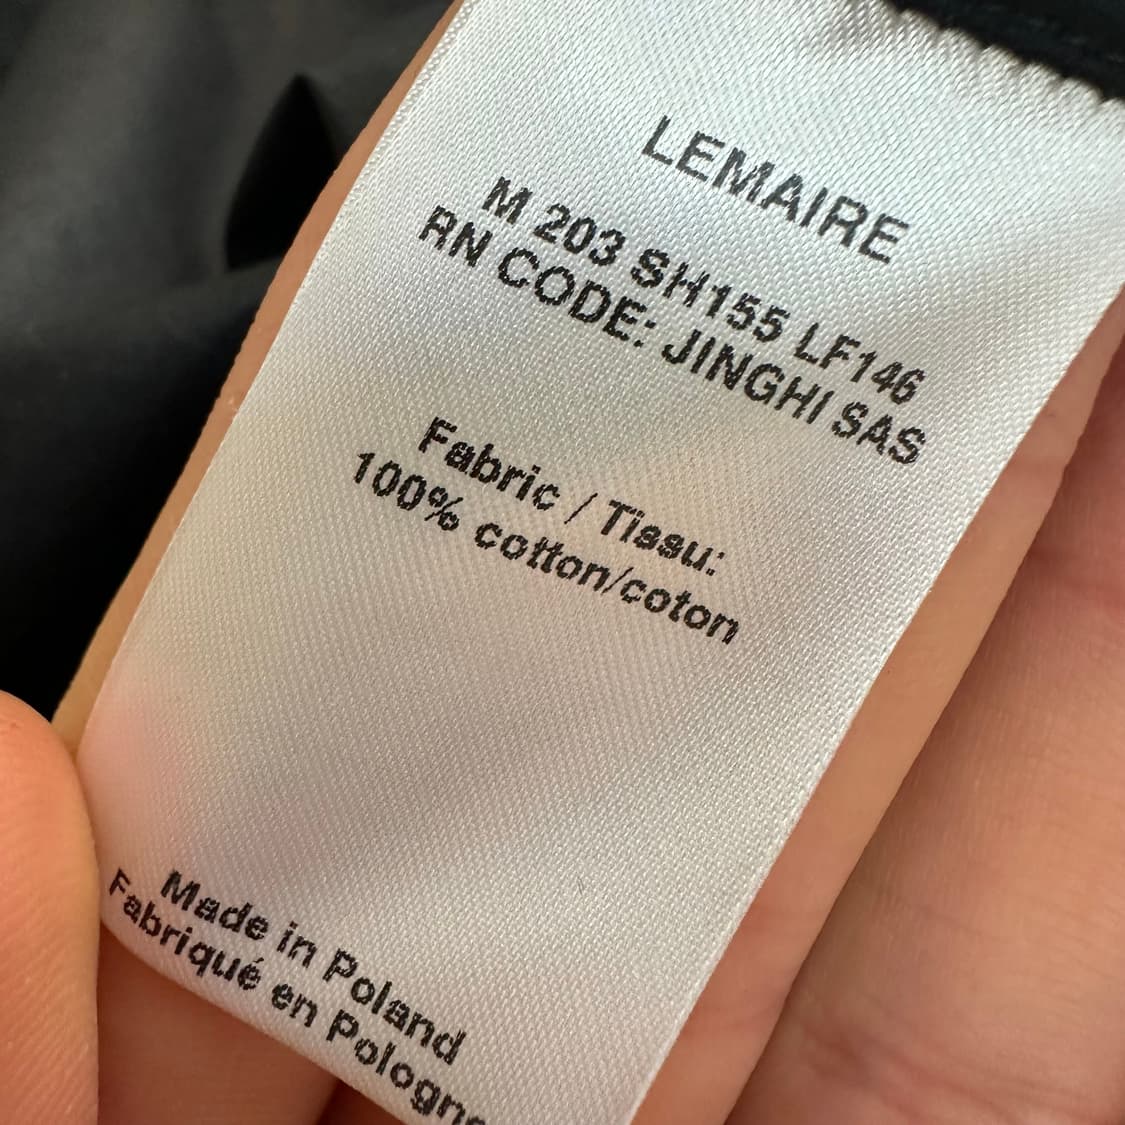 LEMAIRE
M 203 SH155 LF146
RN CODE: JINGHI SAS
Fabric / Tissu:
100% cotton/coton
Made in Poland
Fabriqué en Pologne